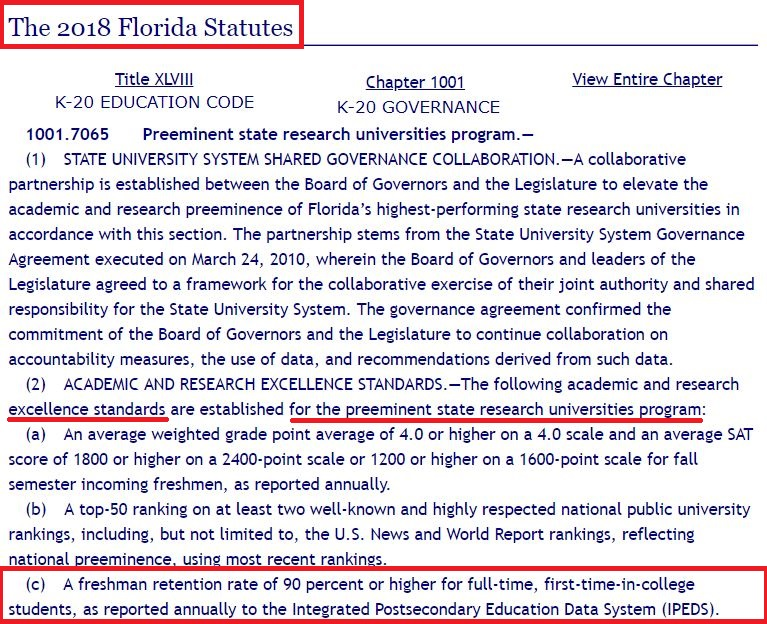 The 2018 Florida Statutes
Title XLVIII
K-20 EDUCATION CODE
Chapter 1001
K-20 GOVERNANCE
View Entire Chapter
1001.7065 Preeminent state research universities program.—
(1) STATE UNIVERSITY SYSTEM SHARED GOVERNANCE COLLABORATION.—A collaborative
partnership is established between the Board of Governors and the Legislature to elevate the
academic and research preeminence of Florida’s highest-performing state research universities in
accordance with this section. The partnership stems from the State University System Governance
Agreement executed on March 24, 2010, wherein the Board of Governors and leaders of the
Legislature agreed to a framework for the collaborative exercise of their joint authority and shared
responsibility for the State University System. The governance agreement confirmed the
commitment of the Board of Governors and the Legislature to continue collaboration on
accountability measures, the use of data, and recommendations derived from such data.
(2) ACADEMIC AND RESEARCH EXCELLENCE STANDARDS.—The following academic and research
excellence standards are established for the preeminent state research universities program:
(a) An average weighted grade point average of 4.0 or higher on a 4.0 scale and an average SAT
score of 1800 or higher on a 2400-point scale or 1200 or higher on a 1600-point scale for fall
semester incoming freshmen, as reported annually.
(b) A top-50 ranking on at least two well-known and highly respected national public university
rankings, including, but not limited to, the U.S. News and World Report rankings, reflecting
national preeminence, using most recent rankings.
(c) A freshman retention rate of 90 percent or higher for full-time, first-time-in-college
students, as reported annually to the Integrated Postsecondary Education Data System (IPEDS).